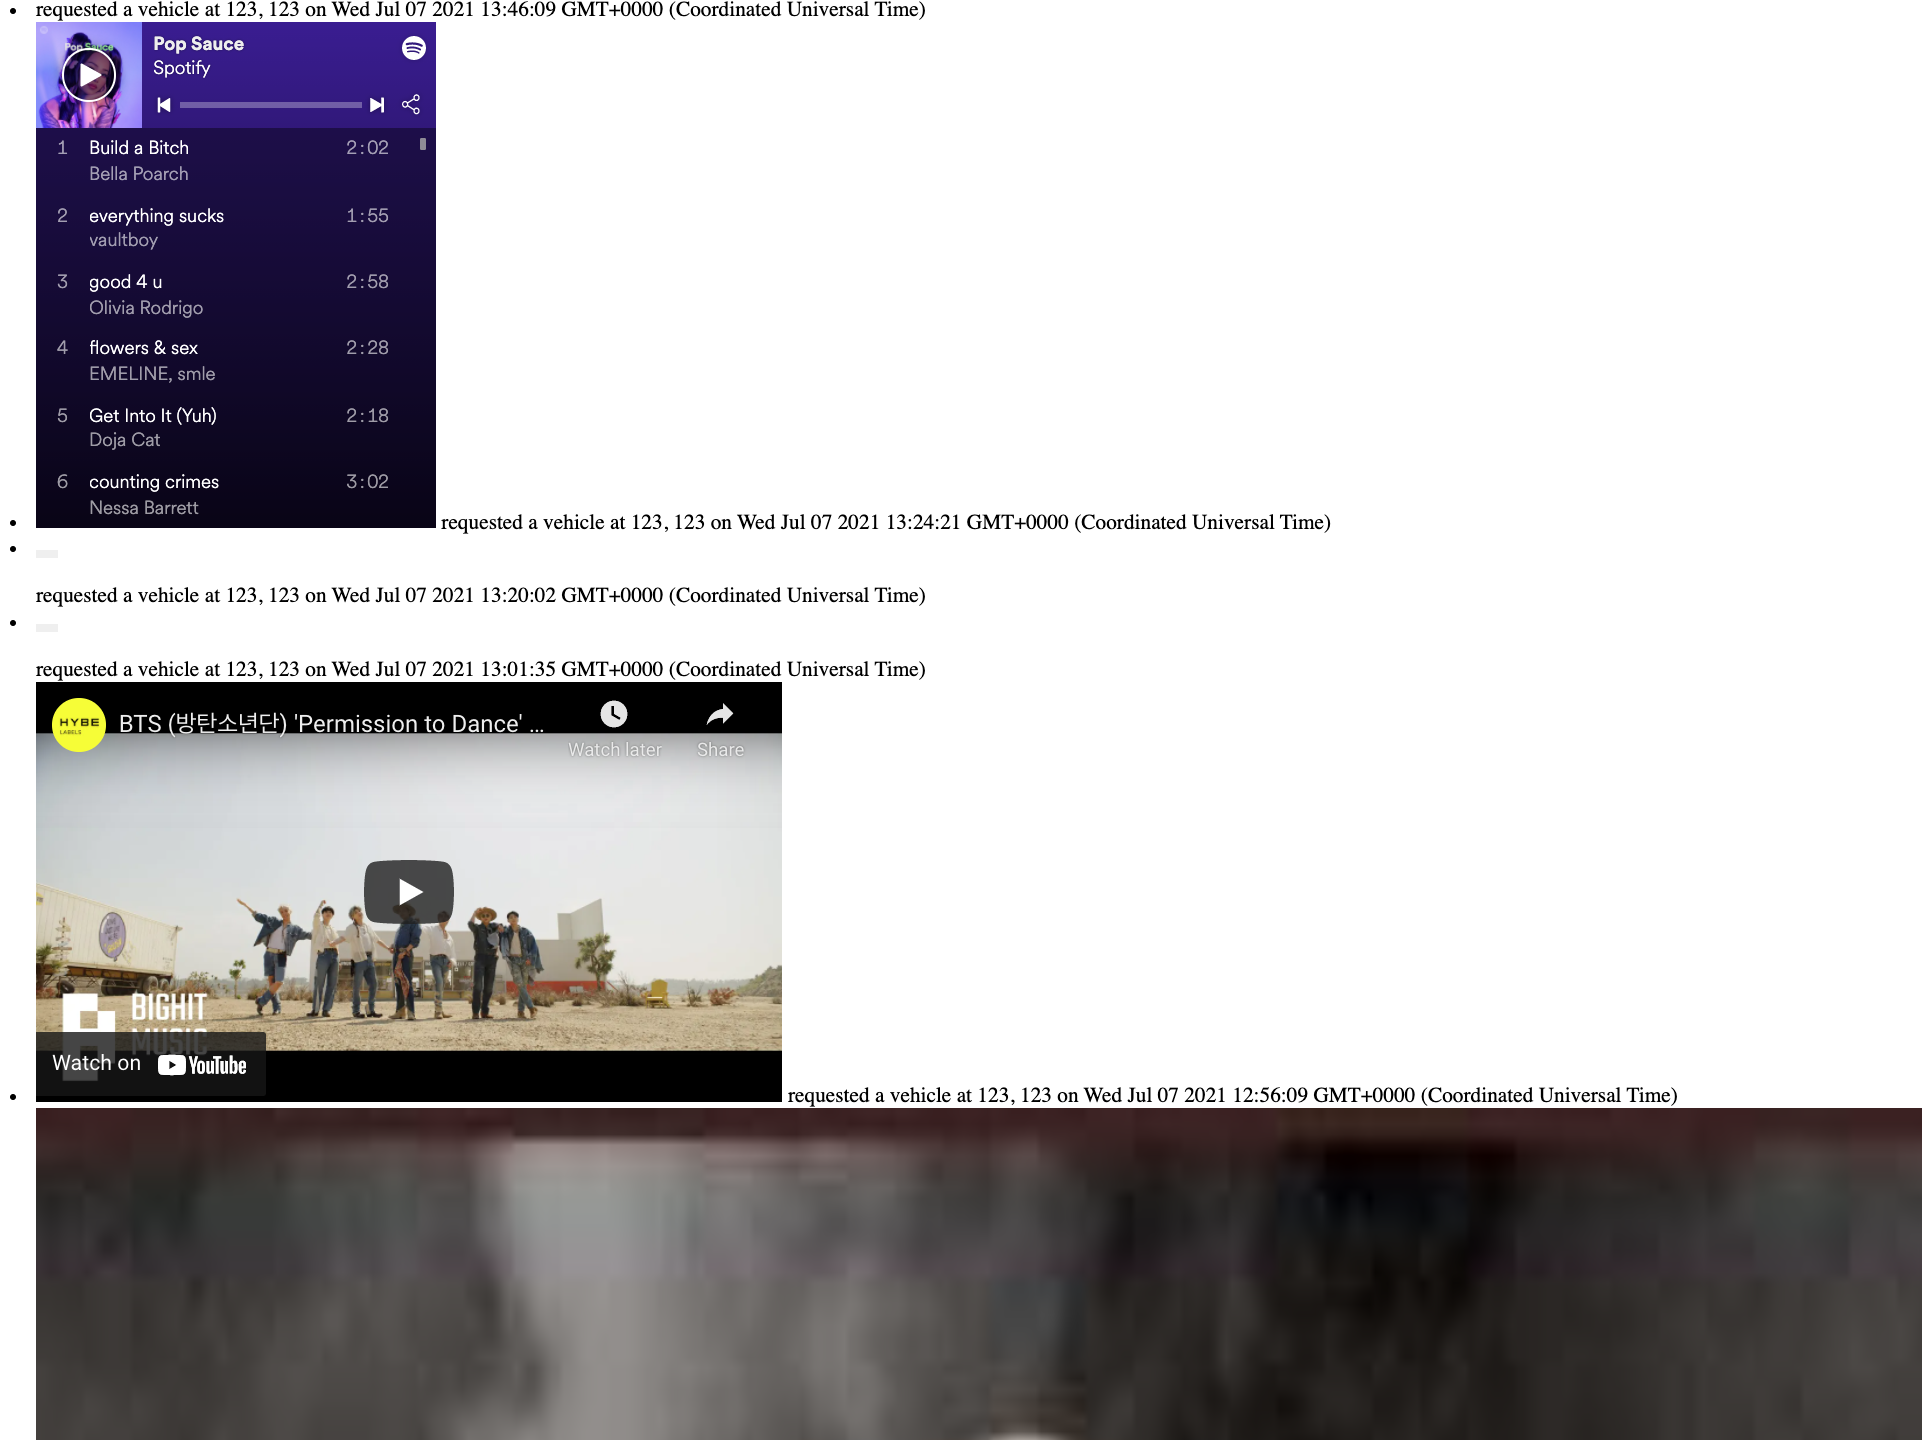 requested a vehicle at 123, 123 on Wed Jul 07 2021 13:46:09 GMT+0000 (Coordinated Universal Time)
Pop Sauce
Pop Sauce
Spotify
1 Build a Bitch 2:02
Bella Poarch
2 everything sucks 1:55
vaultboy
3 good 4 u 2:58
Olivia Rodrigo
4 flowers & sex 2:28
EMELINE, smle
5 Get Into It (Yuh) 2:18
Doja Cat
6 counting crimes 3:02
Nessa Barrett
requested a vehicle at 123, 123 on Wed Jul 07 2021 13:24:21 GMT+0000 (Coordinated Universal Time)
requested a vehicle at 123, 123 on Wed Jul 07 2021 13:20:02 GMT+0000 (Coordinated Universal Time)
requested a vehicle at 123, 123 on Wed Jul 07 2021 13:01:35 GMT+0000 (Coordinated Universal Time)
HYBE
LABELS
BTS (방탄소년단) 'Permission to Dance' ...
Watch later
Share
BIGHIT
MUSIC
Watch on YouTube
requested a vehicle at 123, 123 on Wed Jul 07 2021 12:56:09 GMT+0000 (Coordinated Universal Time)